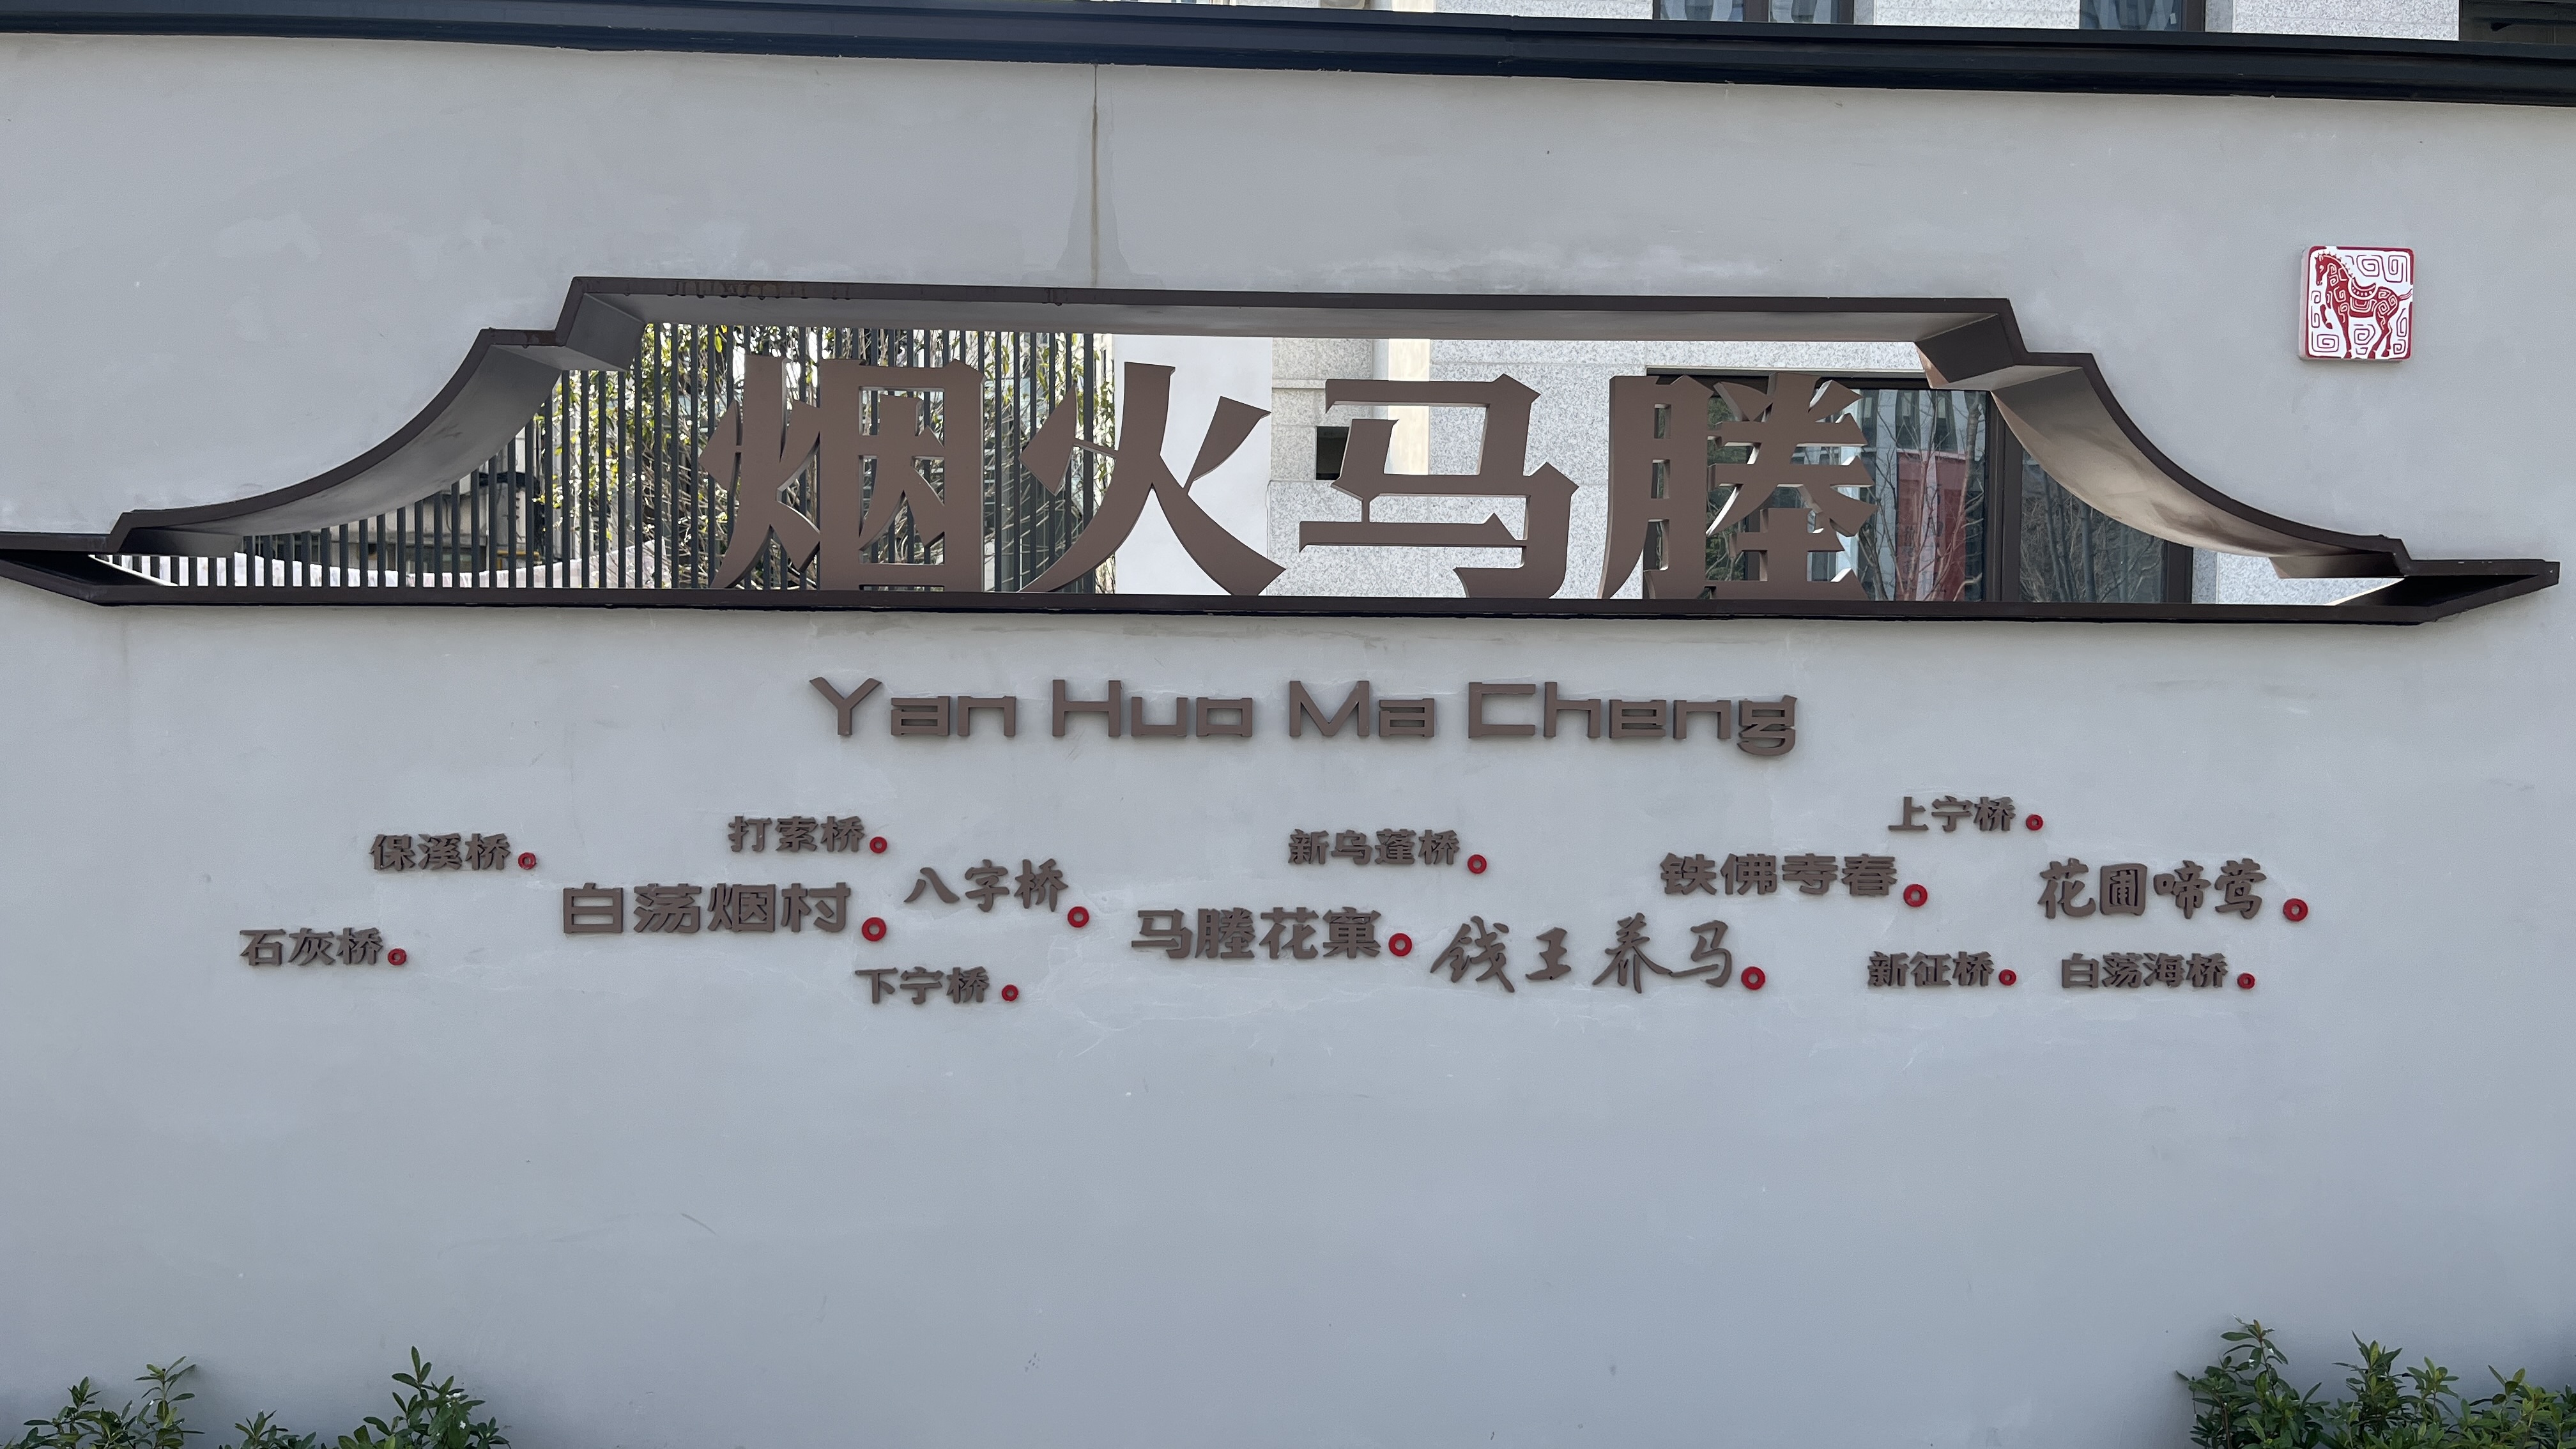 烟火马塍
Yan Huo Ma Cheng
上宁桥
打索桥
新乌蓬桥
保溪桥
铁佛寺春
八字桥
花圃啼莺
白荡烟村
马塍花窠
石灰桥
钱王养马
新征桥
白荡海桥
下宁桥